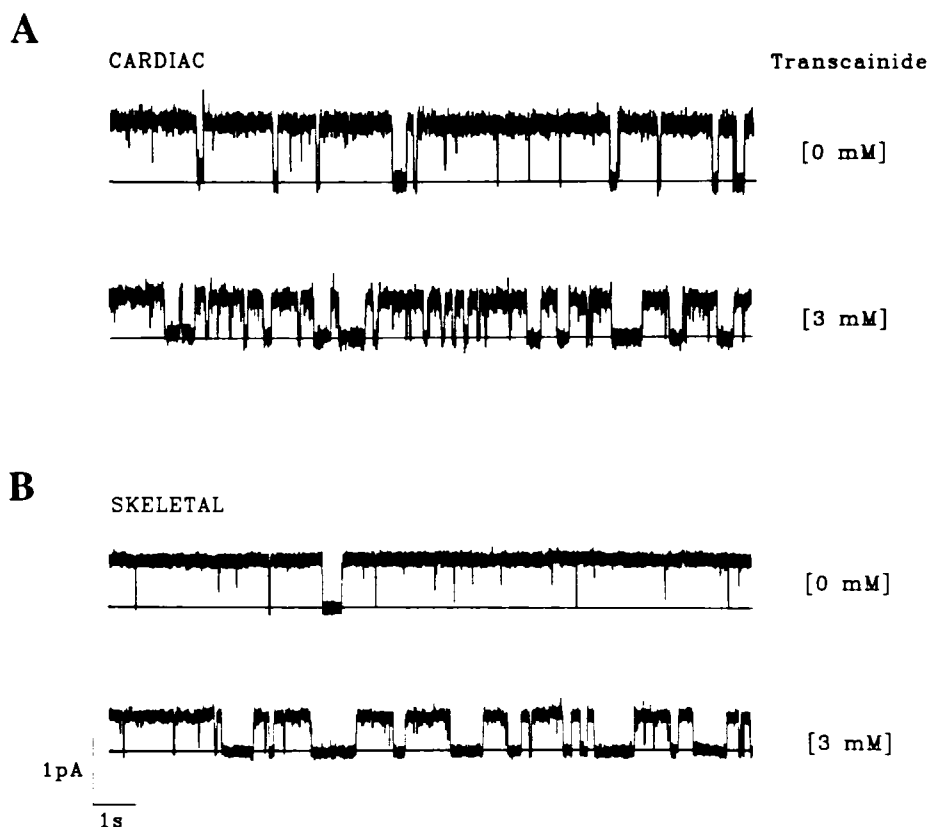 A
CARDIAC
Transcainide
[0 mM]
[3 mM]
B
SKELETAL
[0 mM]
[3 mM]
1pA
1s